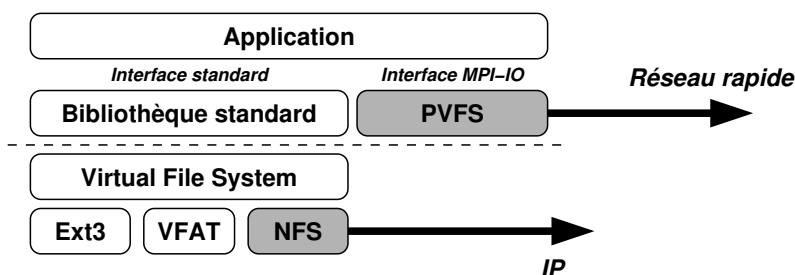 Application
Interface standard Interface MPI–IO
Réseau rapide
Bibliothèque standard PVFS
Virtual File System
Ext3 VFAT NFS
IP